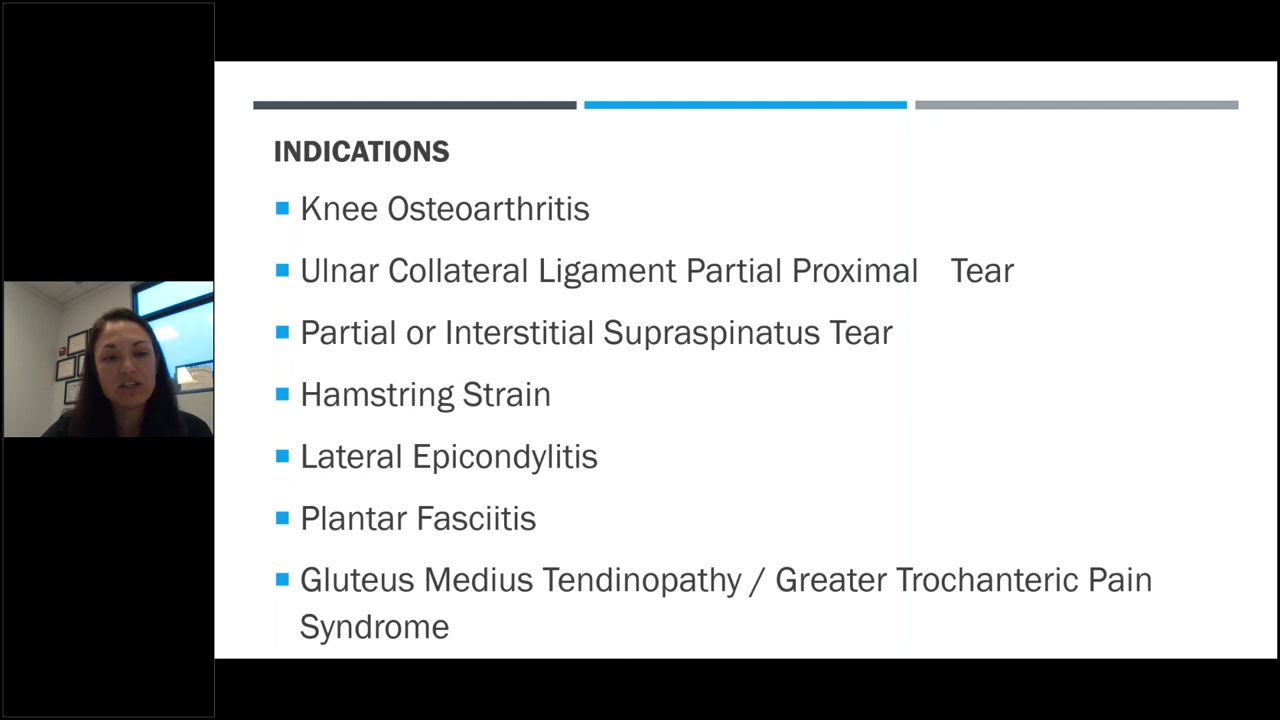 INDICATIONS
Knee Osteoarthritis
Ulnar Collateral Ligament Partial Proximal Tear
Partial or Interstitial Supraspinatus Tear
Hamstring Strain
Lateral Epicondylitis
Plantar Fasciitis
Gluteus Medius Tendinopathy / Greater Trochanteric Pain
Syndrome